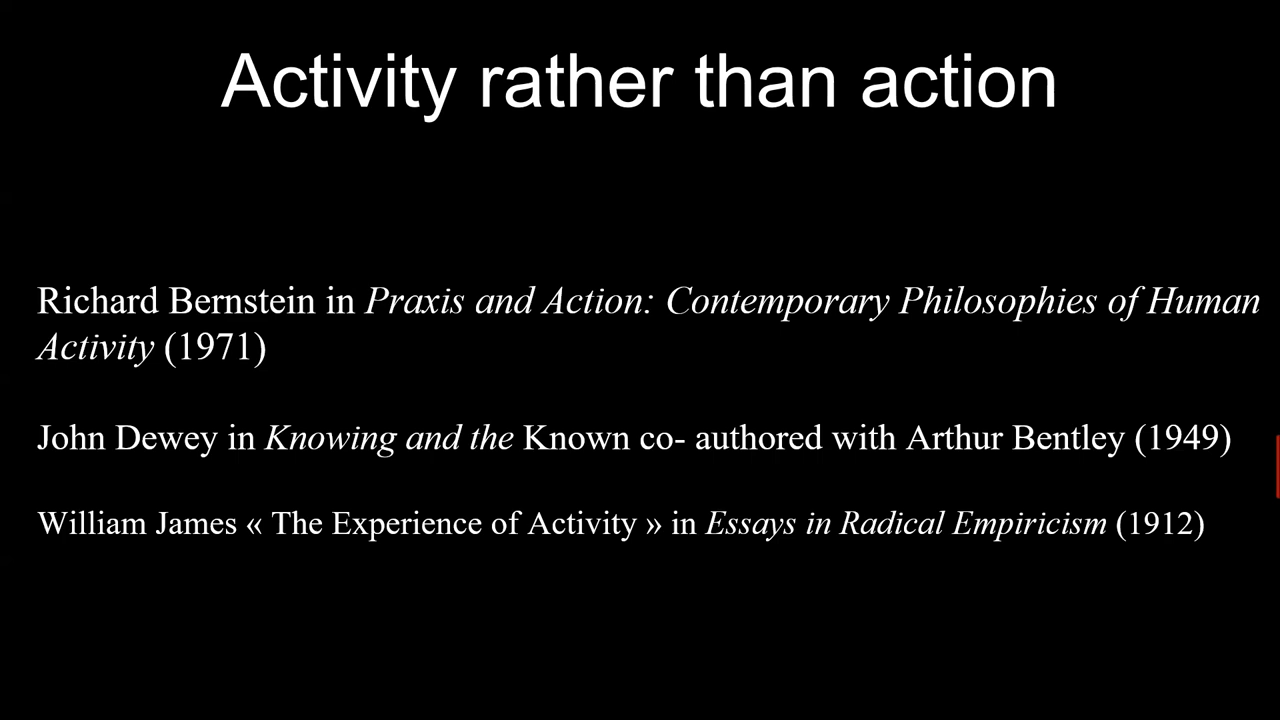 Activity rather than action
Richard Bernstein in Praxis and Action: Contemporary Philosophies of Human
Activity (1971)
John Dewey in Knowing and the Known co- authored with Arthur Bentley (1949)
William James « The Experience of Activity » in Essays in Radical Empiricism (1912)